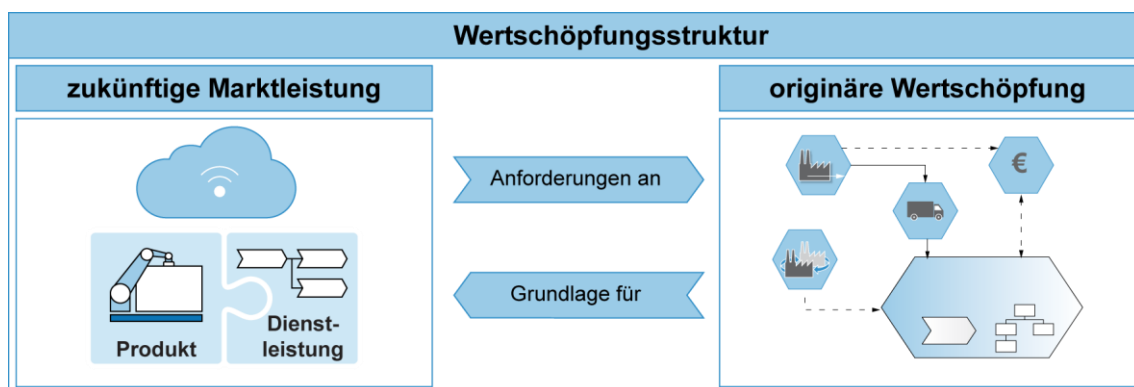 Wertschöpfungsstruktur
zukünftige Marktleistung
originäre Wertschöpfung
Anforderungen an
€
Grundlage für
Produkt
Dienst-
leistung